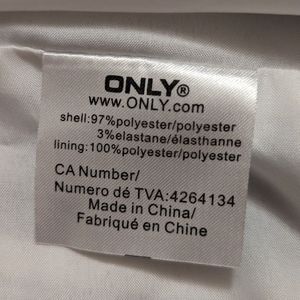 ONLY®
www.ONLY.com
shell:97%polyester/polyester
3%elastane/élasthanne
lining:100%polyester/polyester
CA Number/
Numero dé TVA:4264134
Made in China/
Fabriqué en Chine